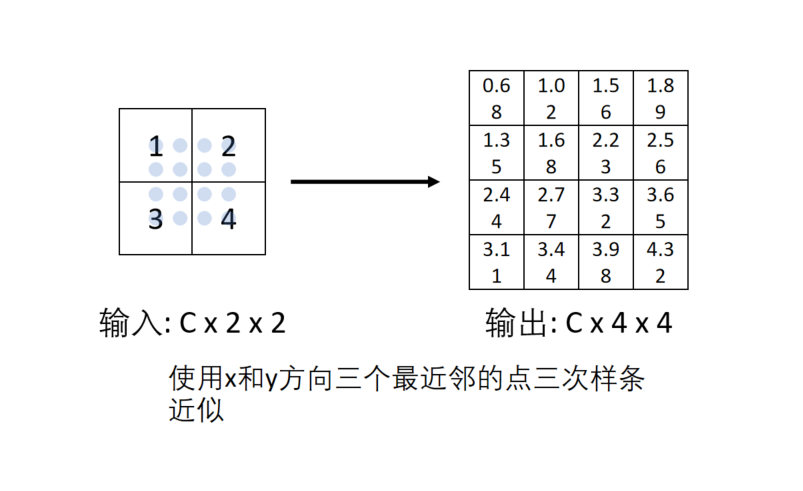 1 2
3 4
0.6 1.0 1.5 1.8
8 2 6 9
1.3 1.6 2.2 2.5
5 8 3 6
2.4 2.7 3.3 3.6
4 7 2 5
3.1 3.4 3.9 4.3
1 4 8 2
输入: C x 2 x 2
输出: C x 4 x 4
使用x和y方向三个最近邻的点三次样条
近似